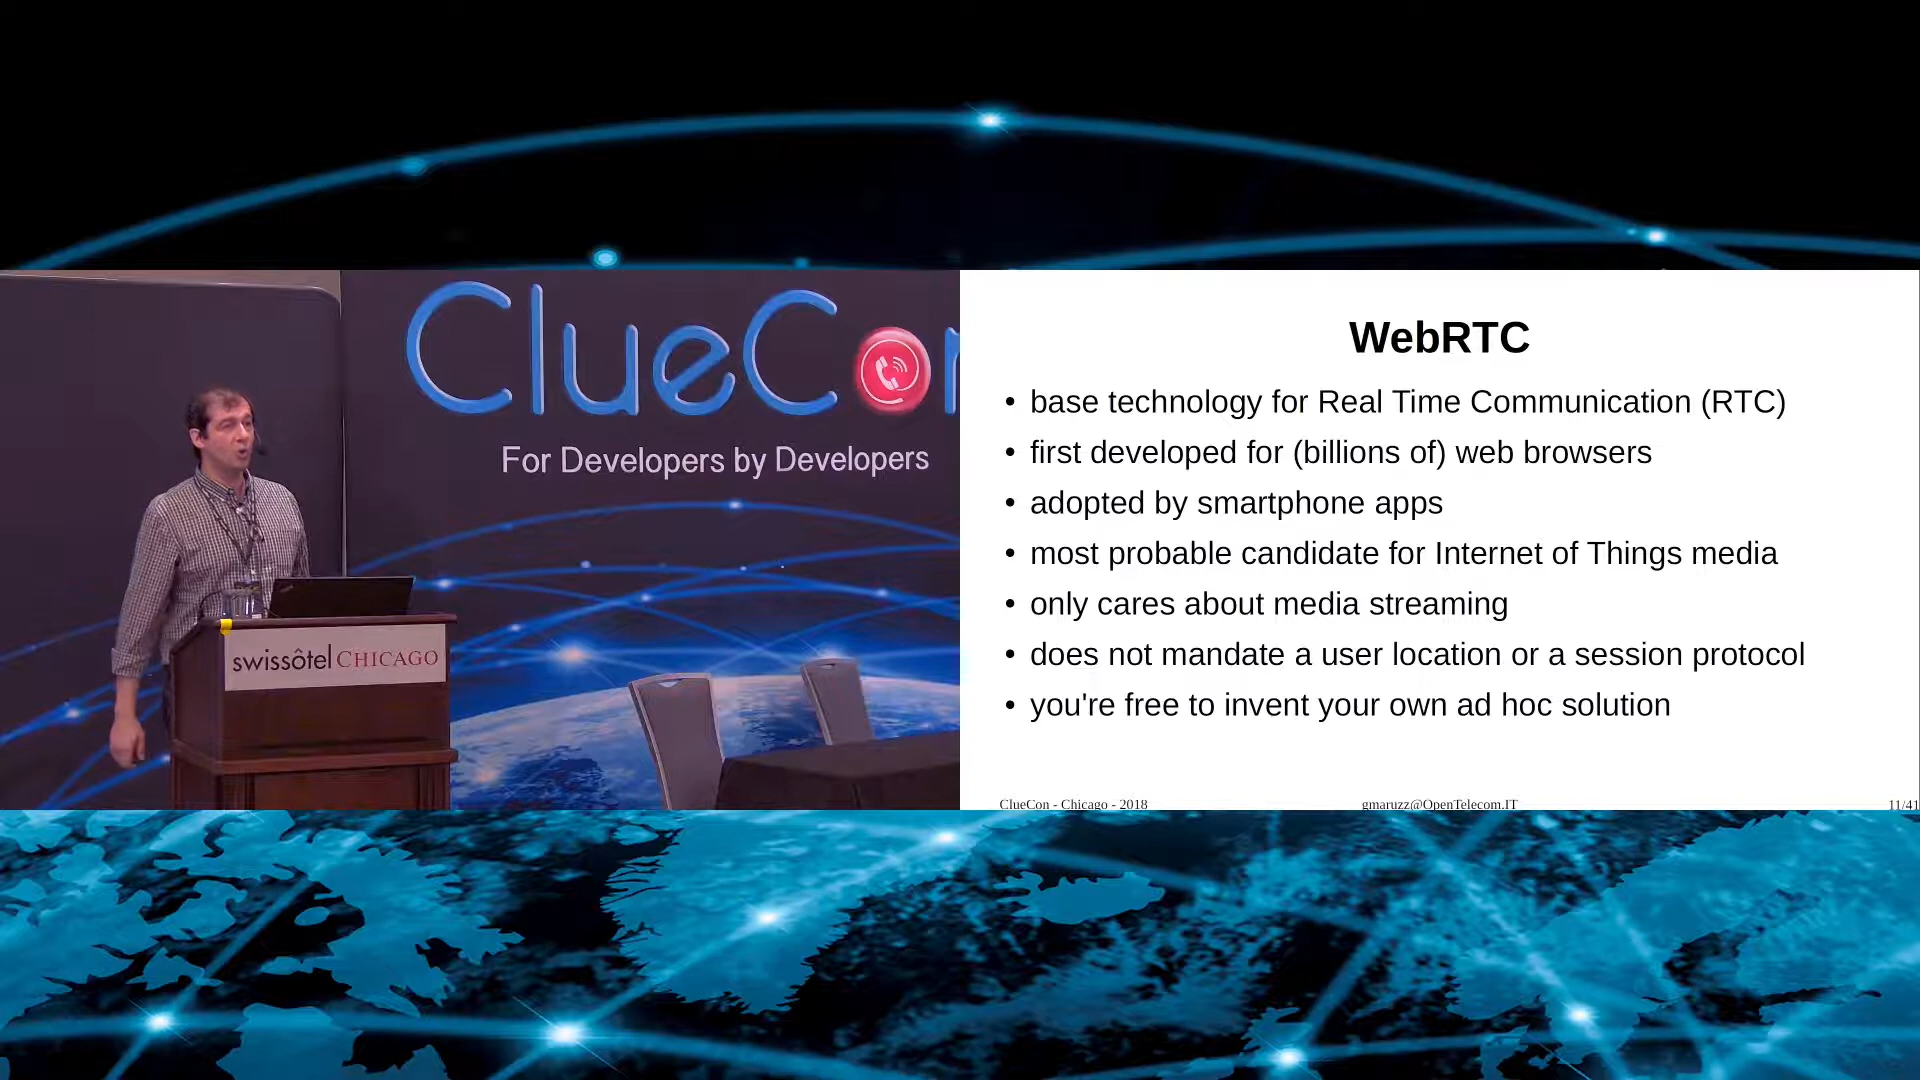 ClueCon
For Developers by Developers
swissôtel CHICAGO
WebRTC
• base technology for Real Time Communication (RTC)
• first developed for (billions of) web browsers
• adopted by smartphone apps
• most probable candidate for Internet of Things media
• only cares about media streaming
• does not mandate a user location or a session protocol
• you're free to invent your own ad hoc solution
ClueCon - Chicago - 2018
gmaruzz@OpenTelecom.IT
11/41